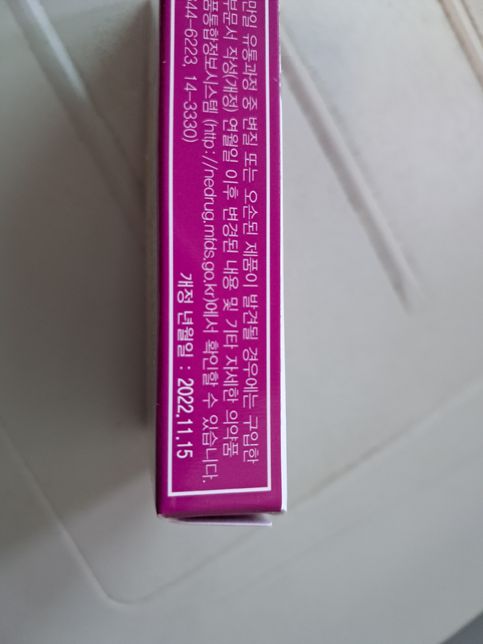 만일 유통과정 중 변질 또는 오손된 제품이 발견될 경우에는 구입한
부문서 작성(개정) 연월일 이후 변경된 내용 및 기타 자세한 의약품
품통합정보시스템 (http://nedrug.mfds.go.kr)에서 확인할 수 있습니다.
844-6223, 14-3330)
개정 년월일 : 2022.11.15